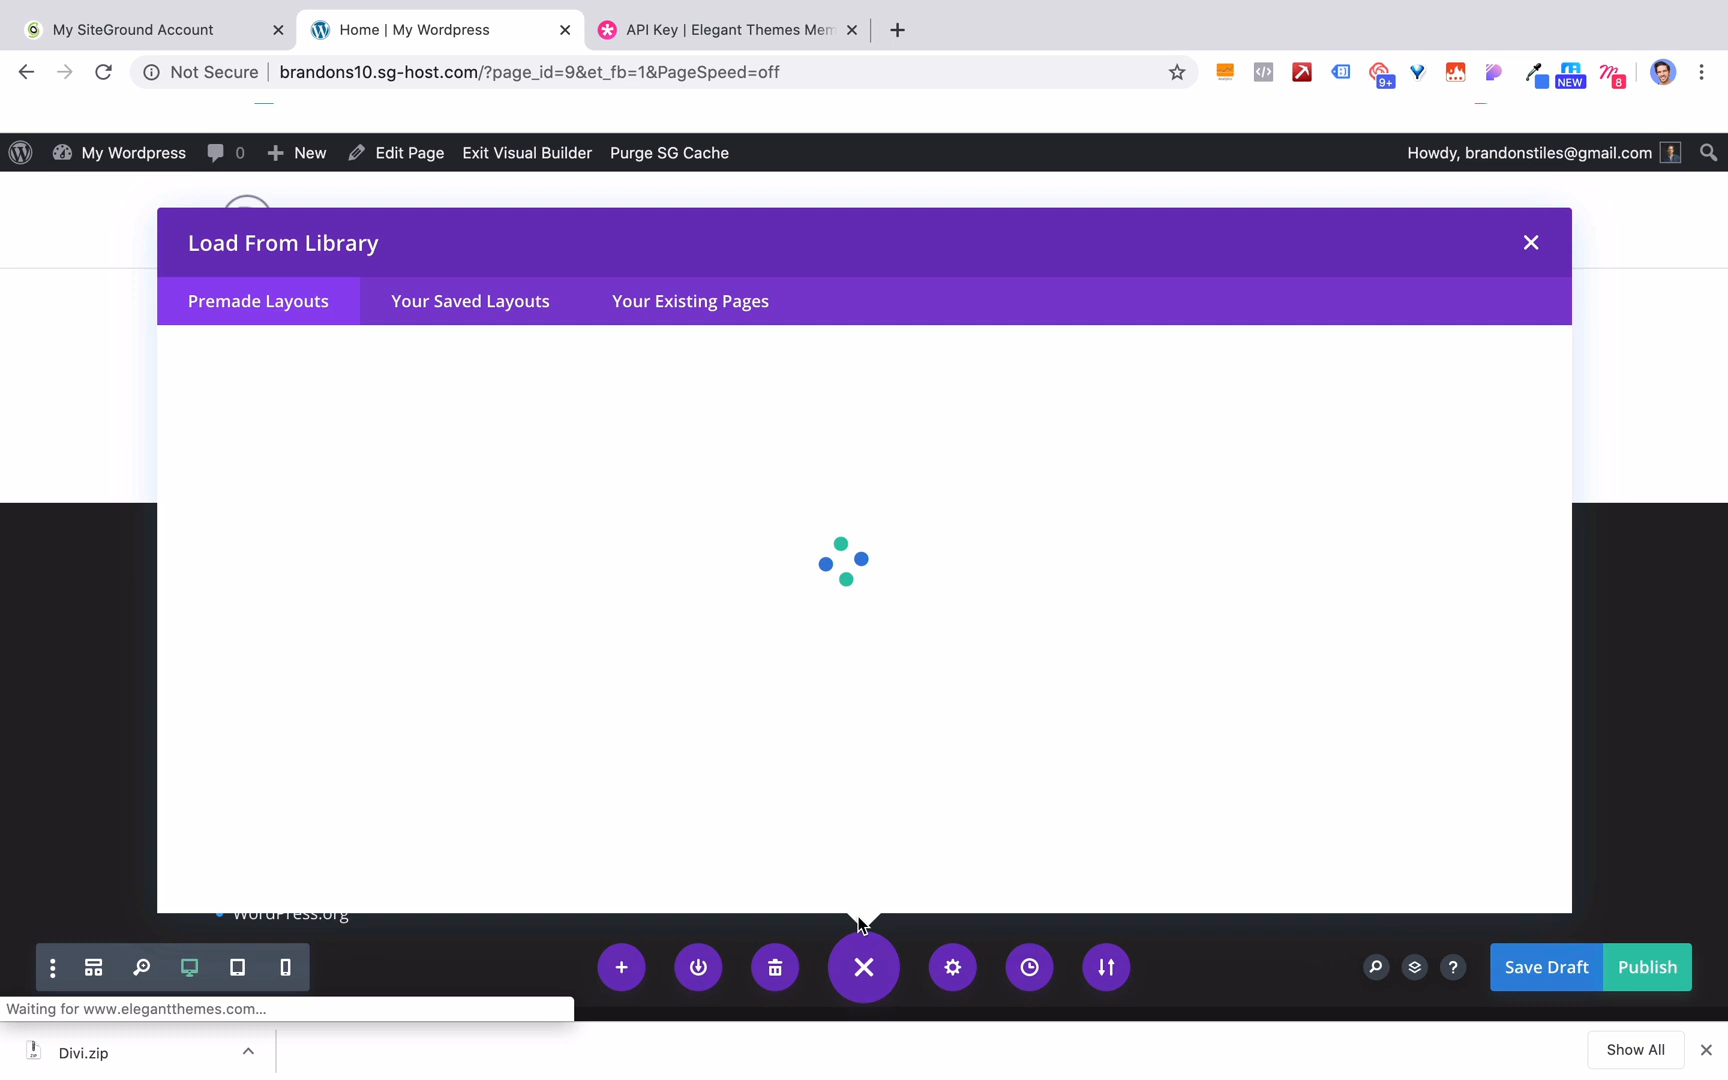 My SiteGround Account
Home | My Wordpress
API Key | Elegant Themes Mem
Not Secure
brandons10.sg-host.com/?page_id=9&et_fb=1&PageSpeed=off
9+
NEW
8
My Wordpress
0
New
Edit Page
Exit Visual Builder
Purge SG Cache
Howdy, brandonstiles@gmail.com
Load From Library
Premade Layouts
Your Saved Layouts
Your Existing Pages
WordPress.org
?
Save Draft
Publish
Waiting for www.elegantthemes.com...
Divi.zip
Show All